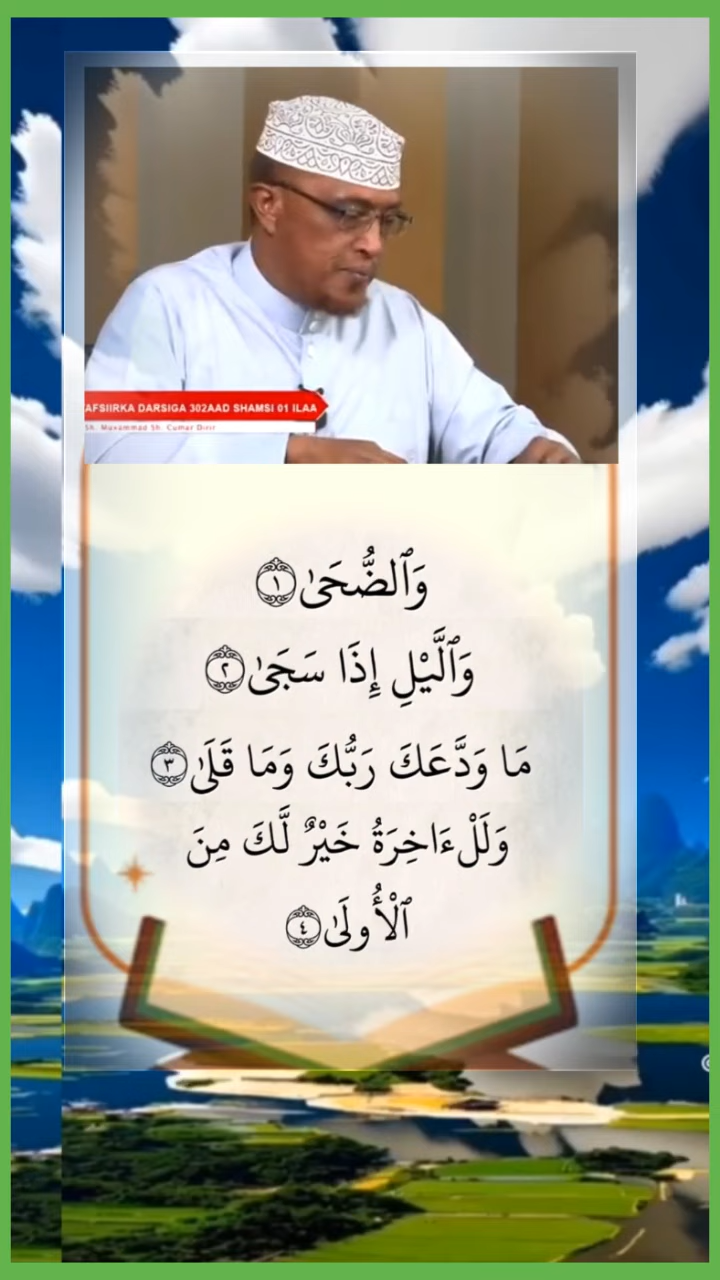 AFSIIRKA DARSIGA 302AAD SHAMSI 01 ILAA
Sh. Muxammad Sh. Cumar Dirir
وَٱلضُّحَىٰ ١
وَٱلَّيْلِ إِذَا سَجَىٰ ٢
مَا وَدَّعَكَ رَبُّكَ وَمَا قَلَىٰ ٣
وَلَلْءَاخِرَةُ خَيْرٌ لَّكَ مِنَ
ٱلْأُولَىٰ ٤